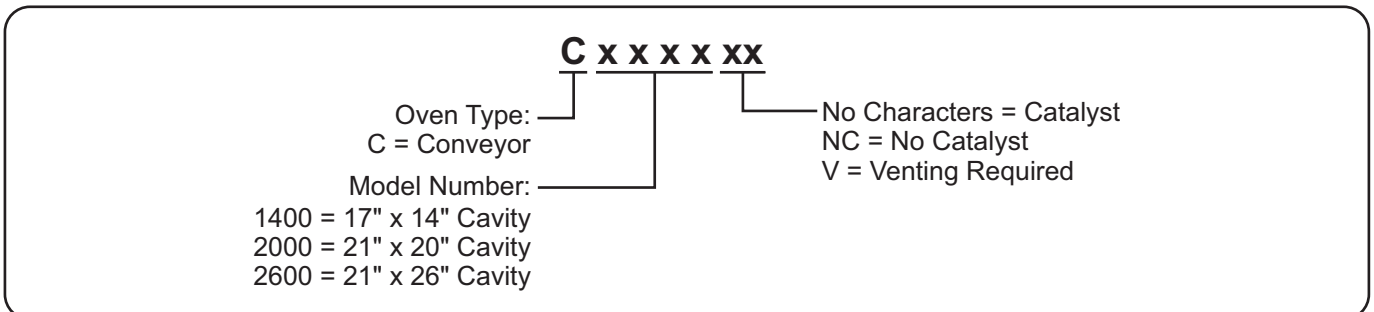 C x x x x xx
Oven Type:
C = Conveyor
Model Number:
1400 = 17" x 14" Cavity
2000 = 21" x 20" Cavity
2600 = 21" x 26" Cavity
No Characters = Catalyst
NC = No Catalyst
V = Venting Required